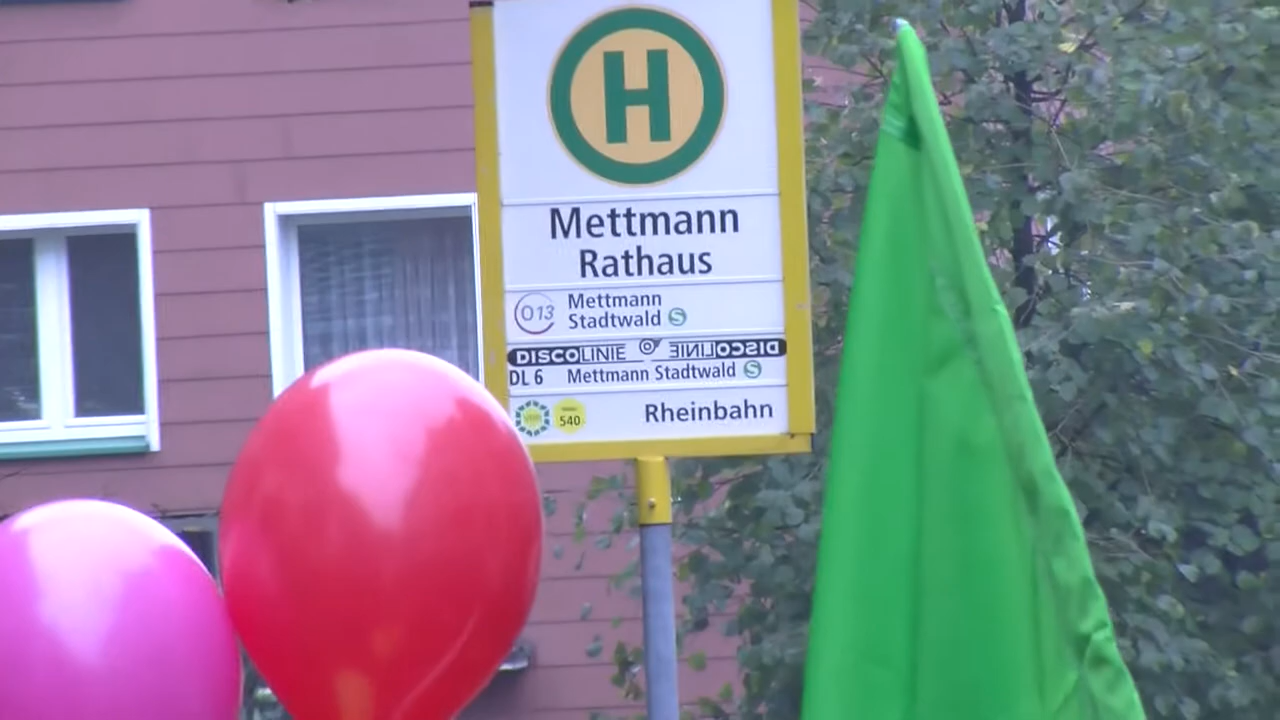 H
Mettmann
Rathaus
O13 Mettmann
Stadtwald S
DISCOLINIE DISCOLINIE
DL 6 Mettmann Stadtwald S
540 Rheinbahn